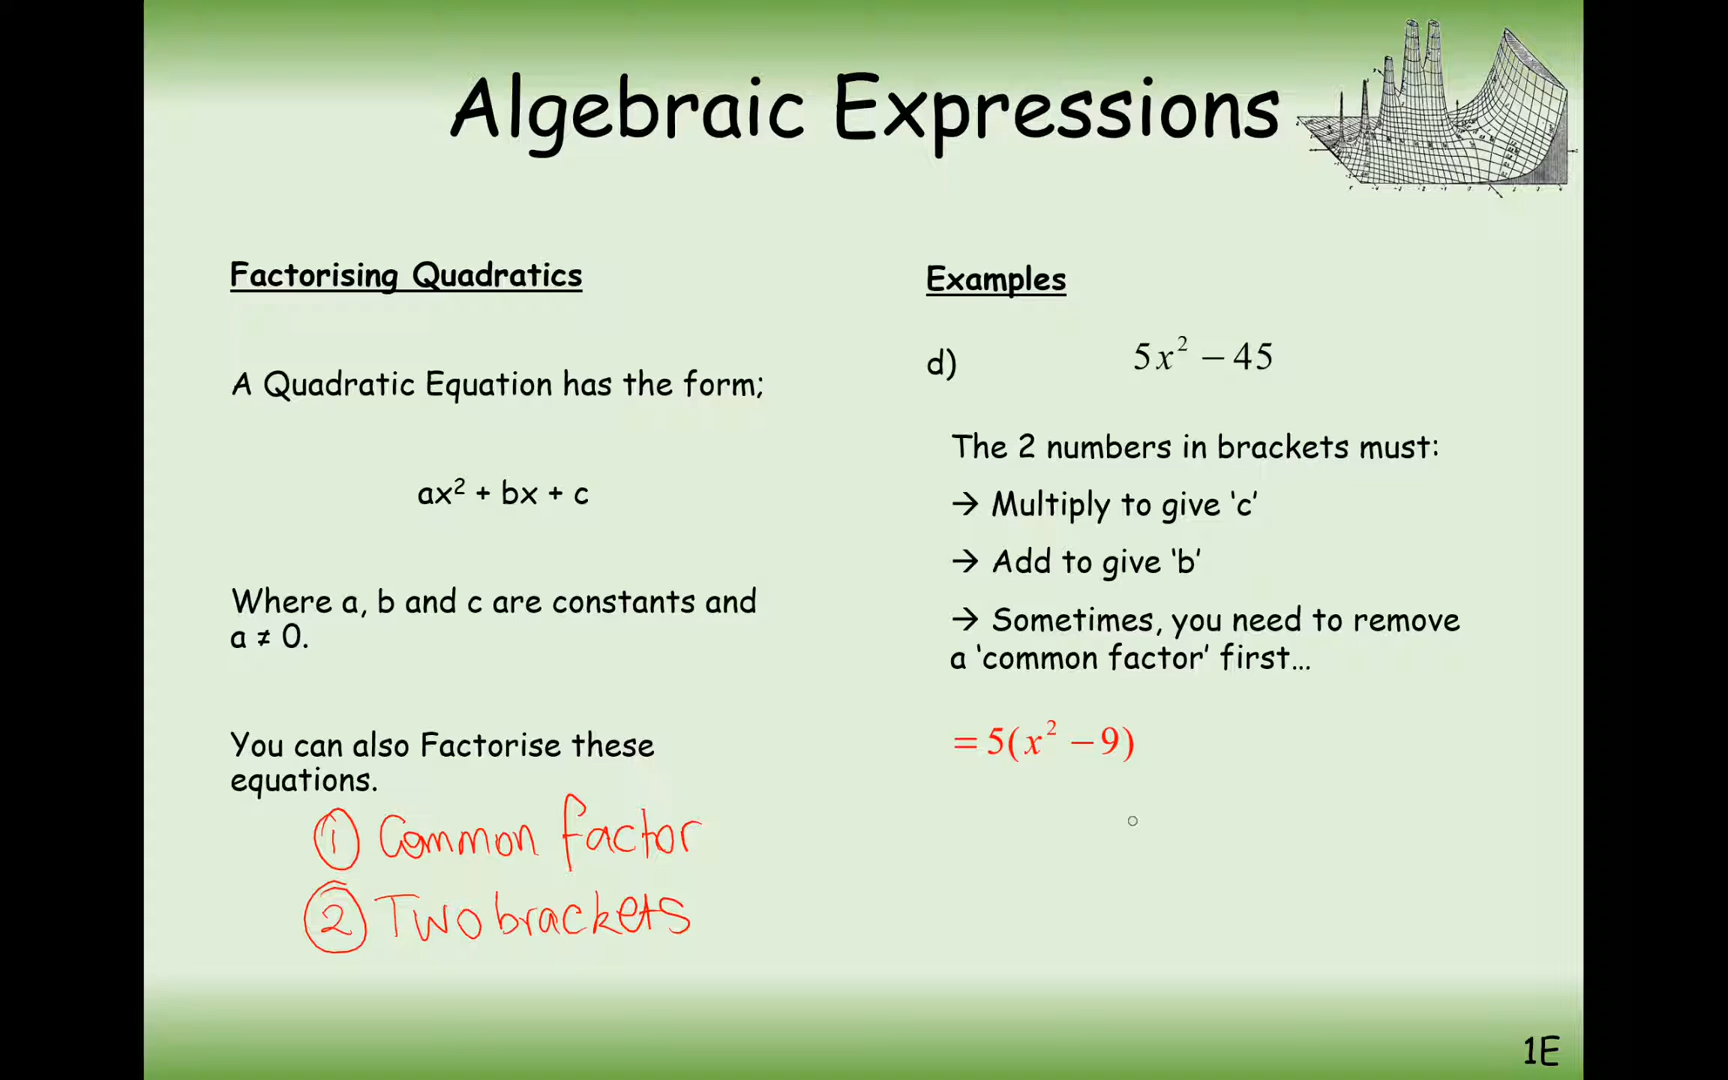 Algebraic Expressions
Factorising Quadratics
A Quadratic Equation has the form;
ax² + bx + c
Where a, b and c are constants and
a ≠ 0.
You can also Factorise these
equations.
① Common factor
② Two brackets
Examples
d) 5x² − 45
The 2 numbers in brackets must:
→ Multiply to give ‘c’
→ Add to give ‘b’
→ Sometimes, you need to remove
a ‘common factor’ first…
= 5(x² − 9)
1E